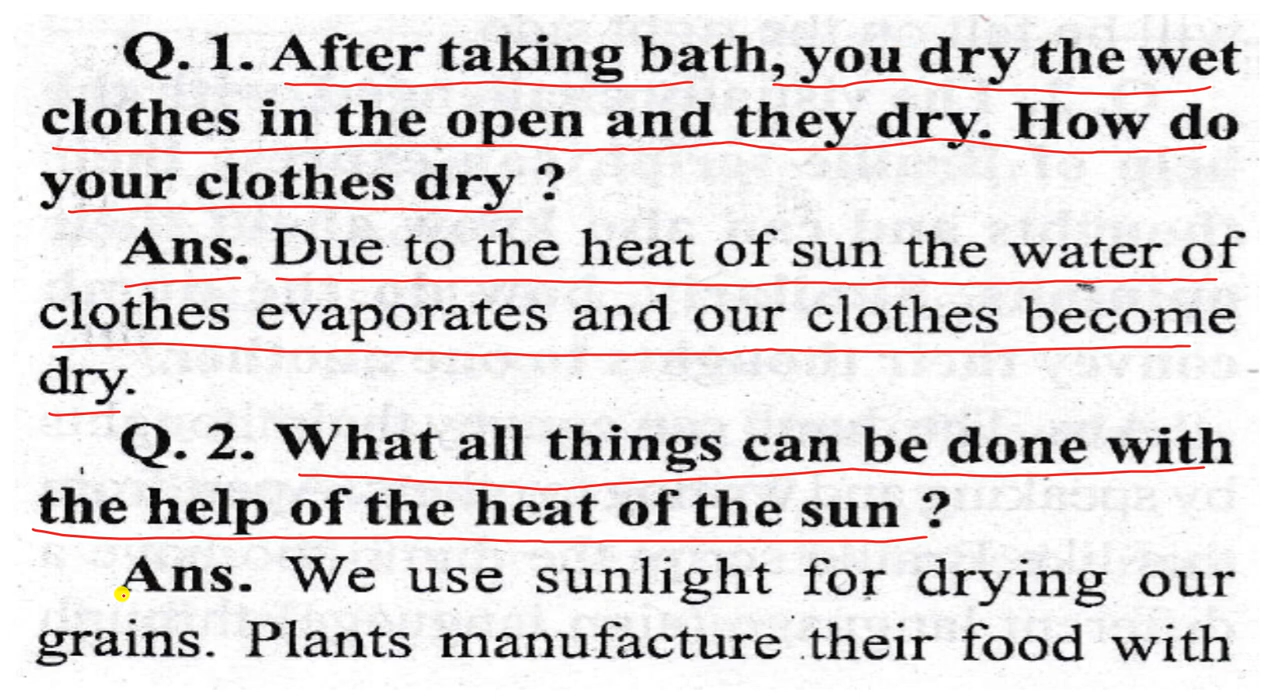 Q. 1. After taking bath, you dry the wet
clothes in the open and they dry. How do
your clothes dry ?
Ans. Due to the heat of sun the water of
clothes evaporates and our clothes become
dry.
Q. 2. What all things can be done with
the help of the heat of the sun ?
Ans. We use sunlight for drying our
grains. Plants manufacture their food with